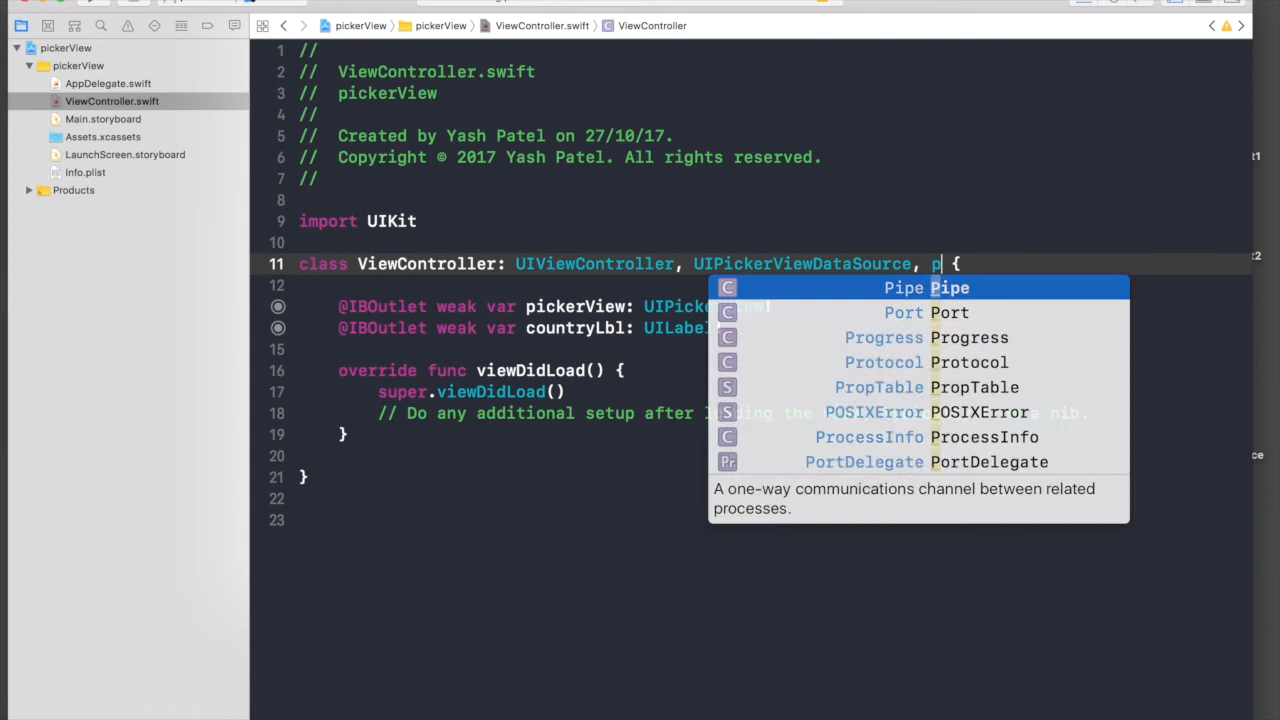 pickerView
pickerView
ViewController.swift
ViewController
pickerView
pickerView
AppDelegate.swift
ViewController.swift
Main.storyboard
Assets.xcassets
LaunchScreen.storyboard
Info.plist
Products
1 //
2 // ViewController.swift
3 // pickerView
4 //
5 // Created by Yash Patel on 27/10/17.
6 // Copyright © 2017 Yash Patel. All rights reserved.
7 //
8
9 import UIKit
10
11 class ViewController: UIViewController, UIPickerViewDataSource, p {
12
@IBOutlet weak var pickerView: UIPicke
@IBOutlet weak var countryLbl: UILabel
15
16 override func viewDidLoad() {
17 super.viewDidLoad()
18 // Do any additional setup after loading the nib.
19 }
20
21 }
22
23
Pipe Pipe
Port Port
Progress Progress
Protocol Protocol
PropTable PropTable
POSIXError POSIXError
ProcessInfo ProcessInfo
Pr PortDelegate PortDelegate
A one-way communications channel between related
processes.